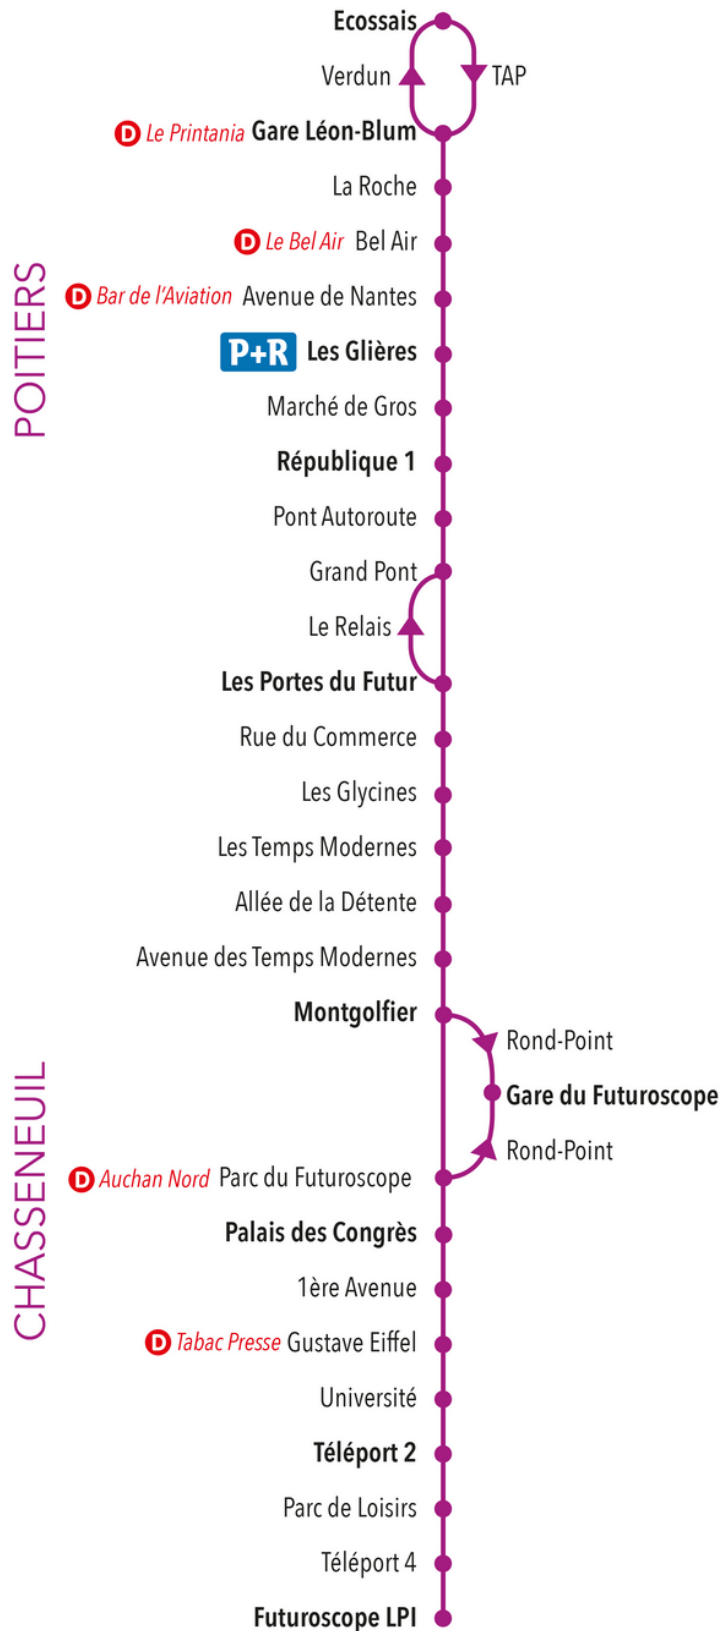 Ecossais
Verdun TAP
D Le Printania Gare Léon-Blum
La Roche
D Le Bel Air Bel Air
D Bar de l'Aviation Avenue de Nantes
POITIERS
P+R Les Glières
Marché de Gros
République 1
Pont Autoroute
Grand Pont
Le Relais
Les Portes du Futur
Rue du Commerce
Les Glycines
Les Temps Modernes
Allée de la Détente
Avenue des Temps Modernes
Montgolfier
Rond-Point
Gare du Futuroscope
Rond-Point
CHASSENEUIL
D Auchan Nord Parc du Futuroscope
Palais des Congrès
1ère Avenue
D Tabac Presse Gustave Eiffel
Université
Téléport 2
Parc de Loisirs
Téléport 4
Futuroscope LPI